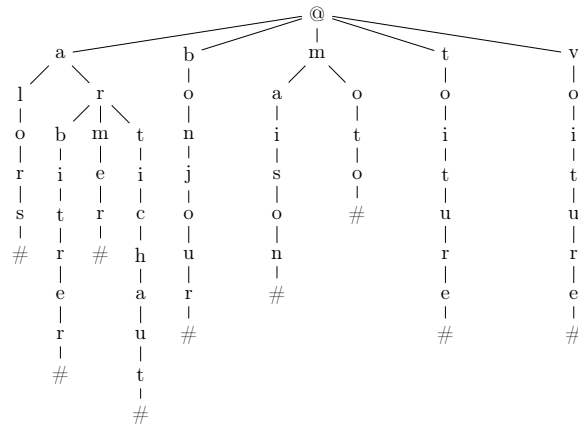 @
a b m t v
l r o a o o o
o b m t n i t i i
r i e i j s o t t
s t r c o o # u u
# r # h u n r r
e a r # e e
r u # # #
# t
#